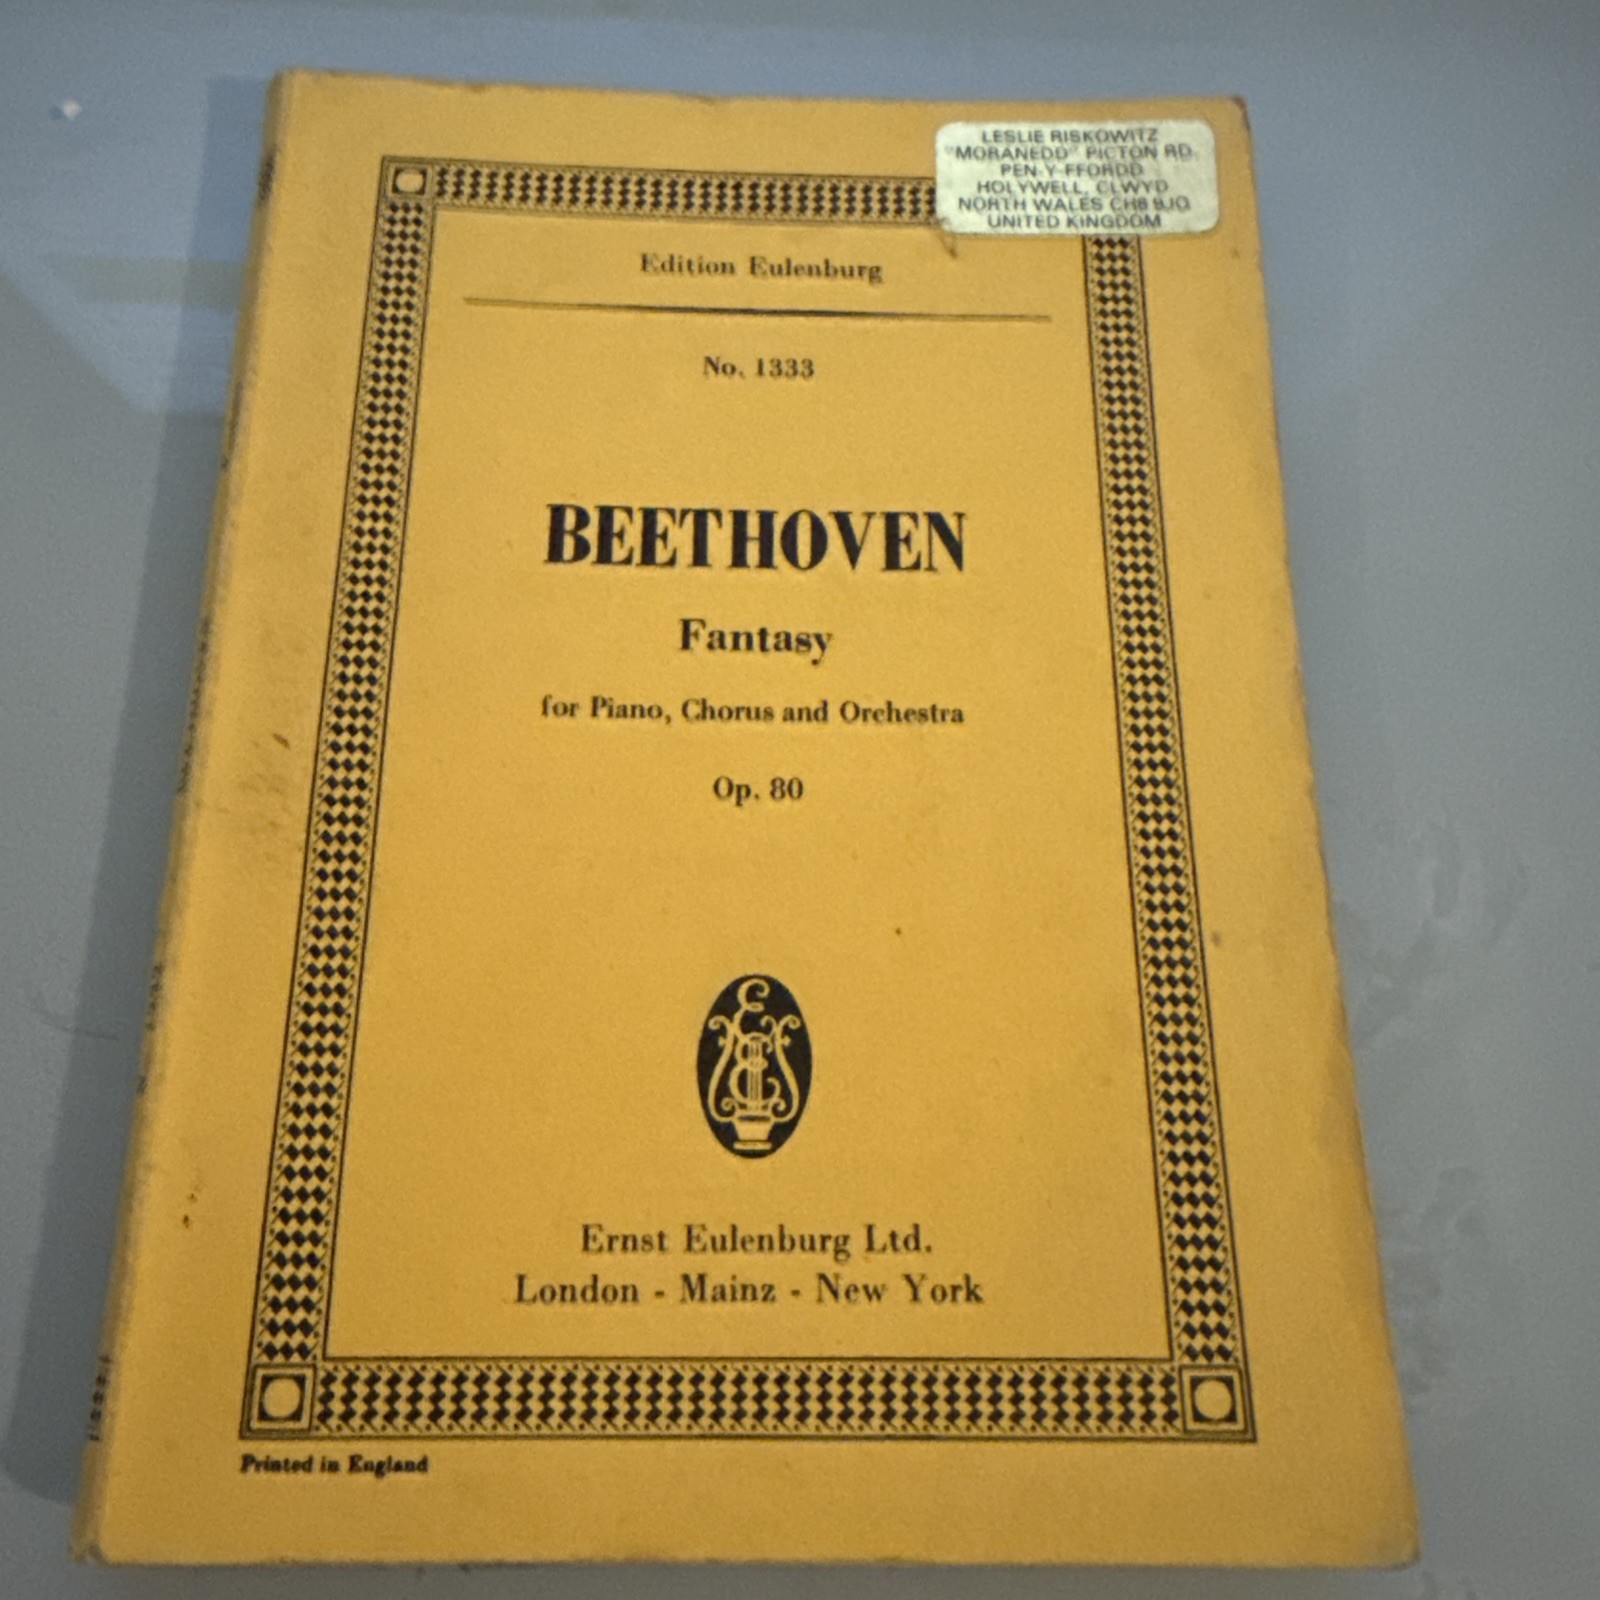 LESLIE RISKOWITZ
"MORANEDD" PICTON RD.
PEN-Y-FFORDD
HOLYWELL, CLWYD
NORTH WALES CH8 9JQ
UNITED KINGDOM
Edition Eulenburg
No. 1333
BEETHOVEN
Fantasy
for Piano, Chorus and Orchestra
Op. 80
Ernst Eulenburg Ltd.
London - Mainz - New York
Printed in England